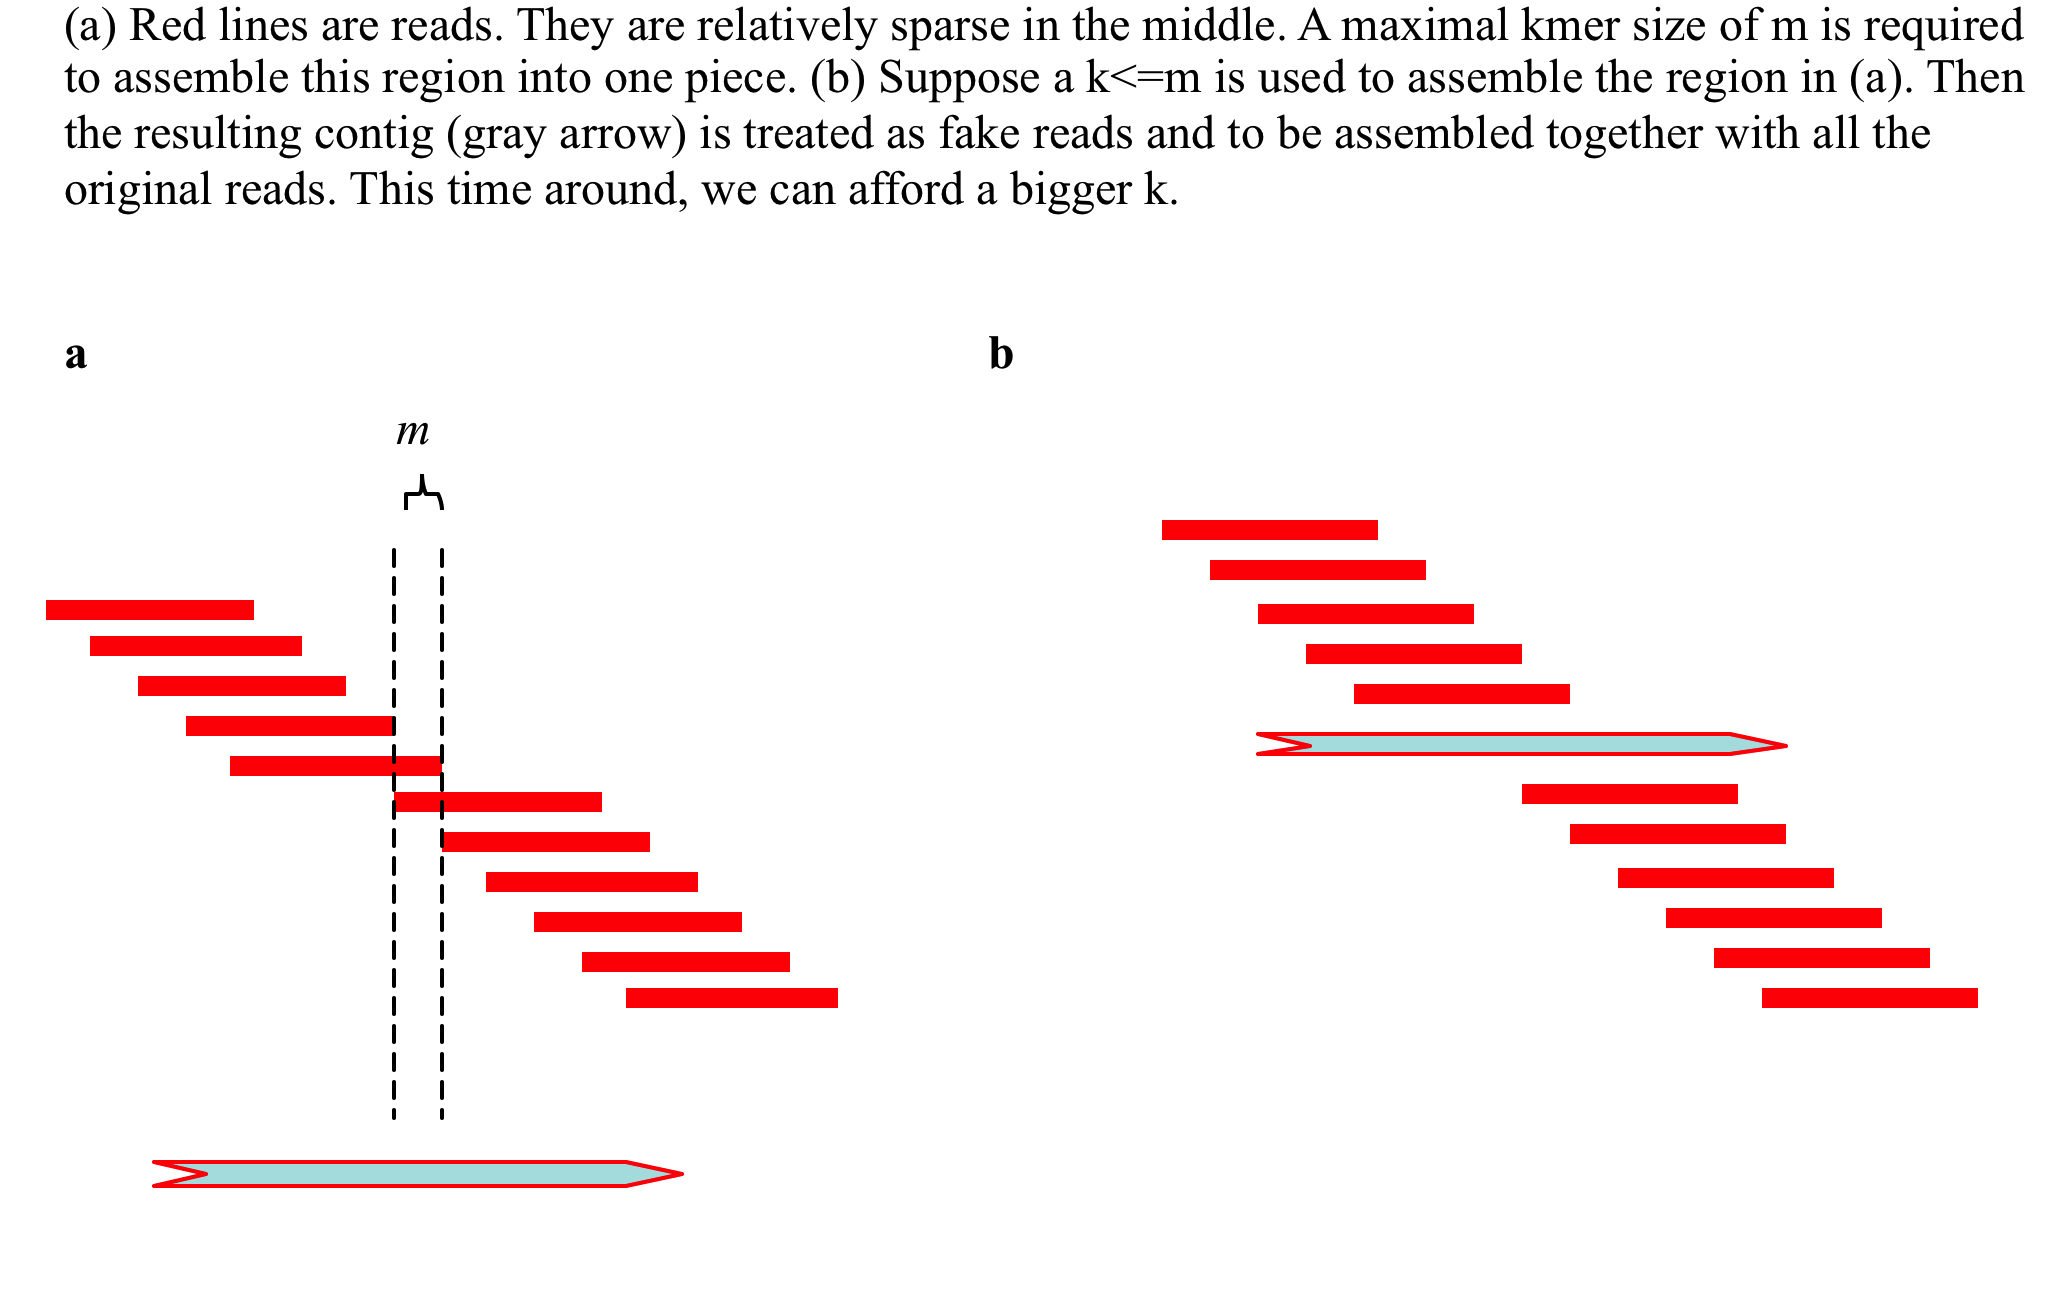 (a) Red lines are reads. They are relatively sparse in the middle. A maximal kmer size of m is required
to assemble this region into one piece. (b) Suppose a k<=m is used to assemble the region in (a). Then
the resulting contig (gray arrow) is treated as fake reads and to be assembled together with all the
original reads. This time around, we can afford a bigger k.
a
b
m